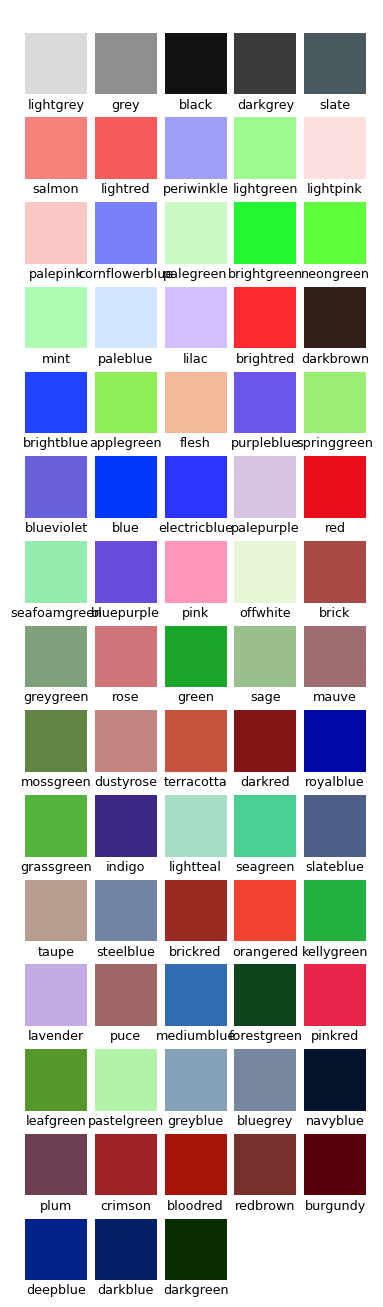 lightgrey grey black darkgrey slate
salmon lightred periwinkle lightgreen lightpink
palepink cornflowerblue palegreen brightgreen neongreen
mint paleblue lilac brightred darkbrown
brightblue applegreen flesh purpleblue springgreen
blueviolet blue electricblue palepurple red
seafoamgreen bluepurple pink offwhite brick
greygreen rose green sage mauve
mossgreen dustyrose terracotta darkred royalblue
grassgreen indigo lightteal seagreen slateblue
taupe steelblue brickred orangered kellygreen
lavender puce mediumblue forestgreen pinkred
leafgreen pastelgreen greyblue bluegrey navyblue
plum crimson bloodred redbrown burgundy
deepblue darkblue darkgreen